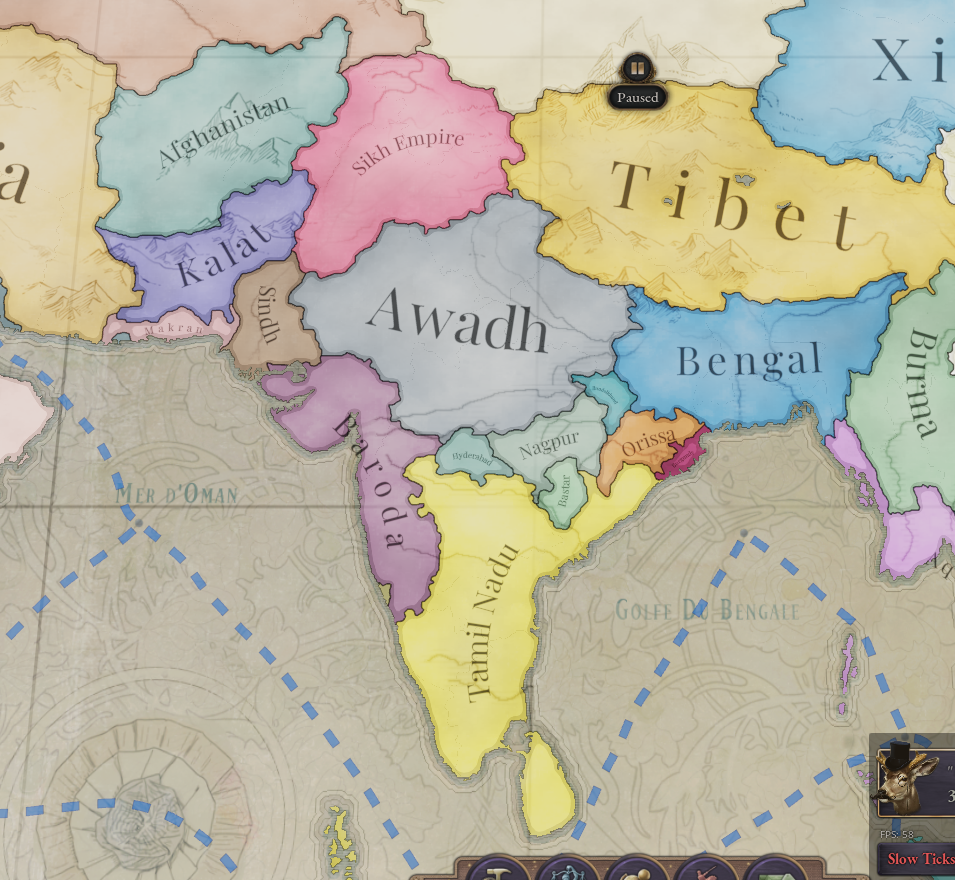 X i
Paused
Afghanistan
Sikh Empire
a
Tibet
Kalat
Sindh
Makran
Awadh
Bengal
Burma
Baroda
Nagpur
Orissa
Hyderabad
Bastar
Mer d'Oman
Tamil Nadu
Golfe Du Bengale
3
FPS: 58
Slow Ticks